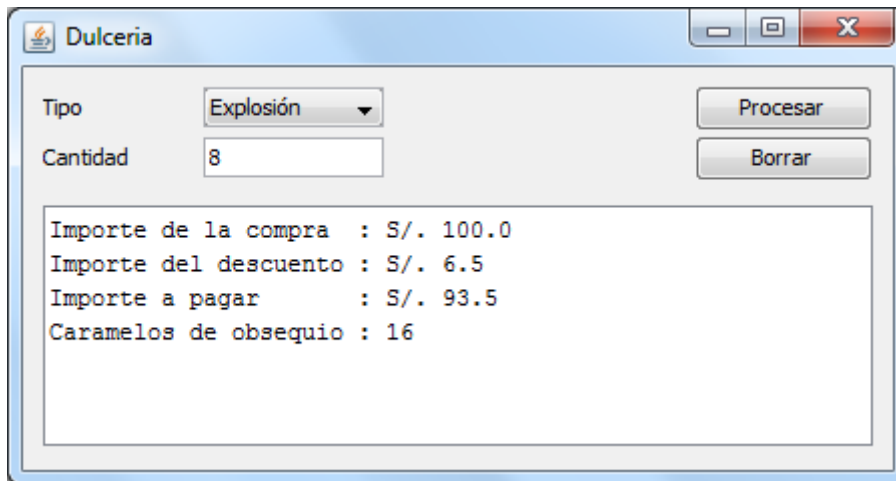 Dulceria
Tipo Explosión Procesar
Cantidad 8 Borrar
Importe de la compra : S/. 100.0
Importe del descuento : S/. 6.5
Importe a pagar : S/. 93.5
Caramelos de obsequio : 16